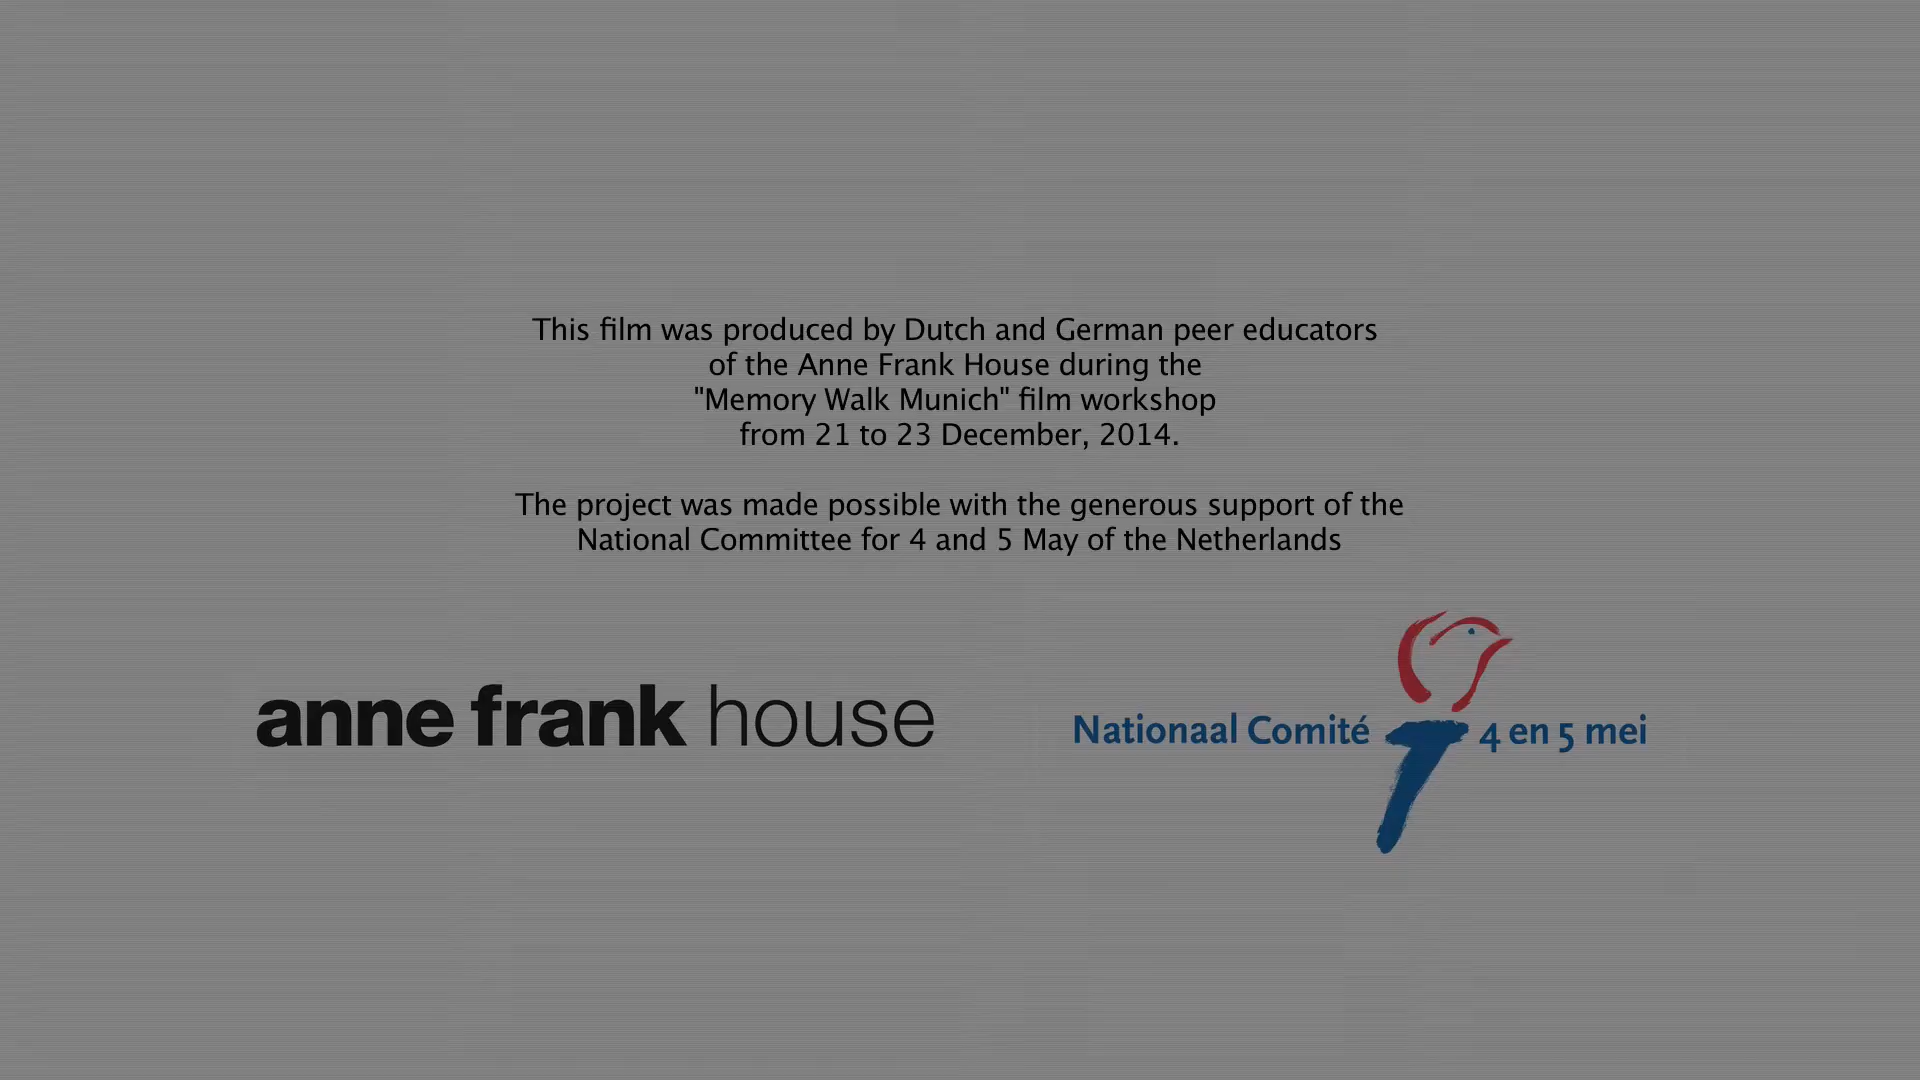 This film was produced by Dutch and German peer educators
of the Anne Frank House during the
"Memory Walk Munich" film workshop
from 21 to 23 December, 2014.
The project was made possible with the generous support of the
National Committee for 4 and 5 May of the Netherlands
anne frank house
Nationaal Comité 4 en 5 mei